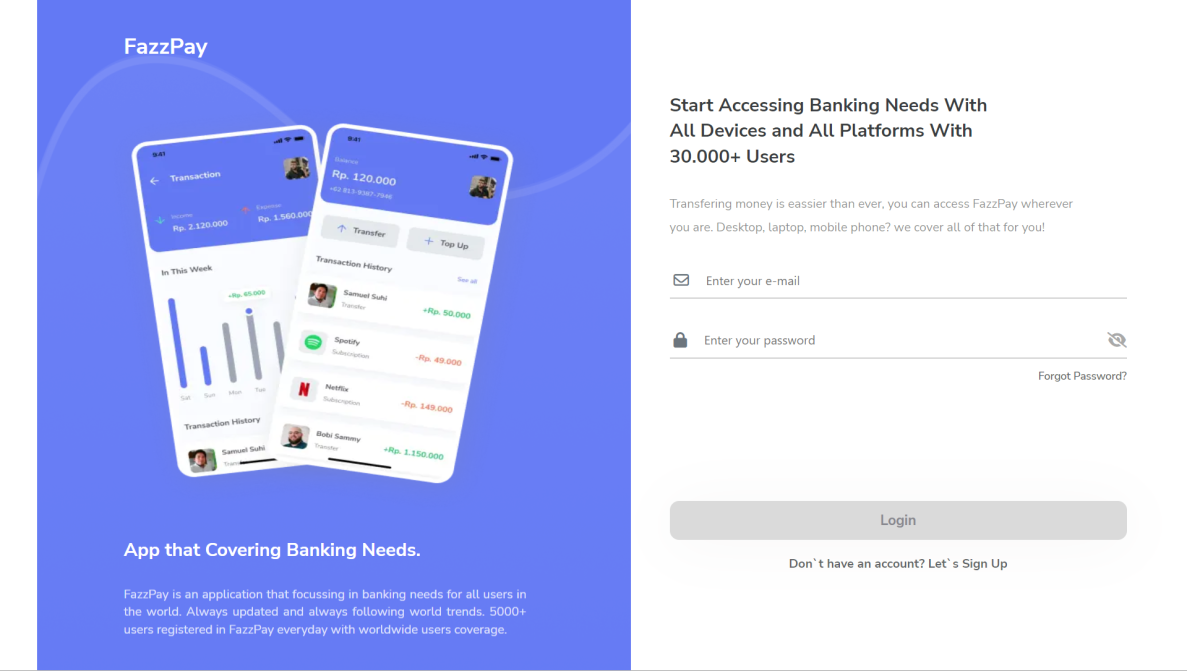 FazzPay
9:41
Transaction
Income
Rp. 2.120.000
Expense
Rp. 1.560.000
In This Week
+Rp. 65.000
Sat Sun Mon Tue
Transaction History
Samuel Suhi
9:41
Balance
Rp. 120.000
+62 813-9387-7946
Transfer
Top Up
Transaction History
See all
Samuel Suhi
Transfer
+Rp. 50.000
Spotify
Subscription
-Rp. 49.000
Netflix
Subscription
-Rp. 149.000
Bobi Sammy
Transfer
+Rp. 1.150.000
App that Covering Banking Needs.
FazzPay is an application that focussing in banking needs for all users in
the world. Always updated and always following world trends. 5000+
users registered in FazzPay everyday with worldwide users coverage.
Start Accessing Banking Needs With
All Devices and All Platforms With
30.000+ Users
Transfering money is eassier than ever, you can access FazzPay wherever
you are. Desktop, laptop, mobile phone? we cover all of that for you!
Enter your e-mail
Enter your password
Forgot Password?
Login
Don`t have an account? Let`s Sign Up